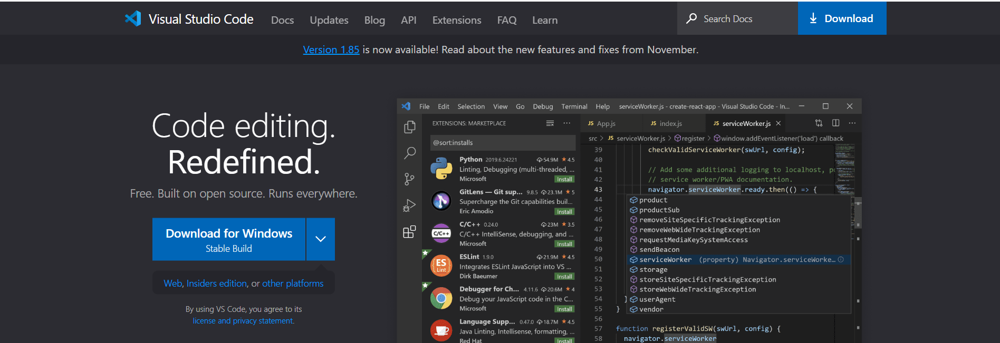 Visual Studio Code Docs Updates Blog API Extensions FAQ Learn Search Docs Download
Version 1.85 is now available! Read about the new features and fixes from November.
Code editing.
Redefined.
Free. Built on open source. Runs everywhere.
Download for Windows
Stable Build
Web, Insiders edition, or other platforms
By using VS Code, you agree to its
license and privacy statement.
File Edit Selection View Go Debug Terminal Help serviceWorker.js - create-react-app - Visual Studio Code - In...
EXTENSIONS: MARKETPLACE
@sort:installs
Python 2019.6.24221 54.9M ★ 4.5
Linting, Debugging (multi-threaded, ...
Microsoft Install
GitLens — Git sup... 9.8.5 23.1M ★ 5
Supercharge the Git capabilities buil...
Eric Amodio Install
C/C++ 0.24.0 23M ★ 3.5
C/C++
C/C++ IntelliSense, debugging, and ...
Microsoft Install
ESLint 1.9.0 21.9M ★ 4.5
ES
Lint
Integrates ESLint JavaScript into VS ...
Dirk Baeumer Install
Debugger for Ch... 4.11.6 20.6M ★ 4
Debug your JavaScript code in the C...
Microsoft Install
Language Supp... 0.47.0 18.7M ★ 4.5
Java Linting, Intellisense, formatting, ...
Red Hat Install
JS App.js JS index.js JS serviceWorker.js
src > JS serviceWorker.js > register > window.addEventListener('load') callback
39 checkValidServiceWorker(swUrl, config);
40
41 // Add some additional logging to localhost, po
42 // service worker/PWA documentation.
43 navigator.serviceWorker.ready.then(() => {
44 product
45 productSub
46 removeSiteSpecificTrackingException
47 removeWebWideTrackingException
48 requestMediaKeySystemAccess
49 sendBeacon
50 serviceWorker (property) Navigator.serviceWorke...
51 storage
52 storeSiteSpecificTrackingException
53 storeWebWideTrackingException
54 } userAgent
55 } vendor
56
57 function registerValidSW(swUrl, config) {
58 navigator.serviceWorker